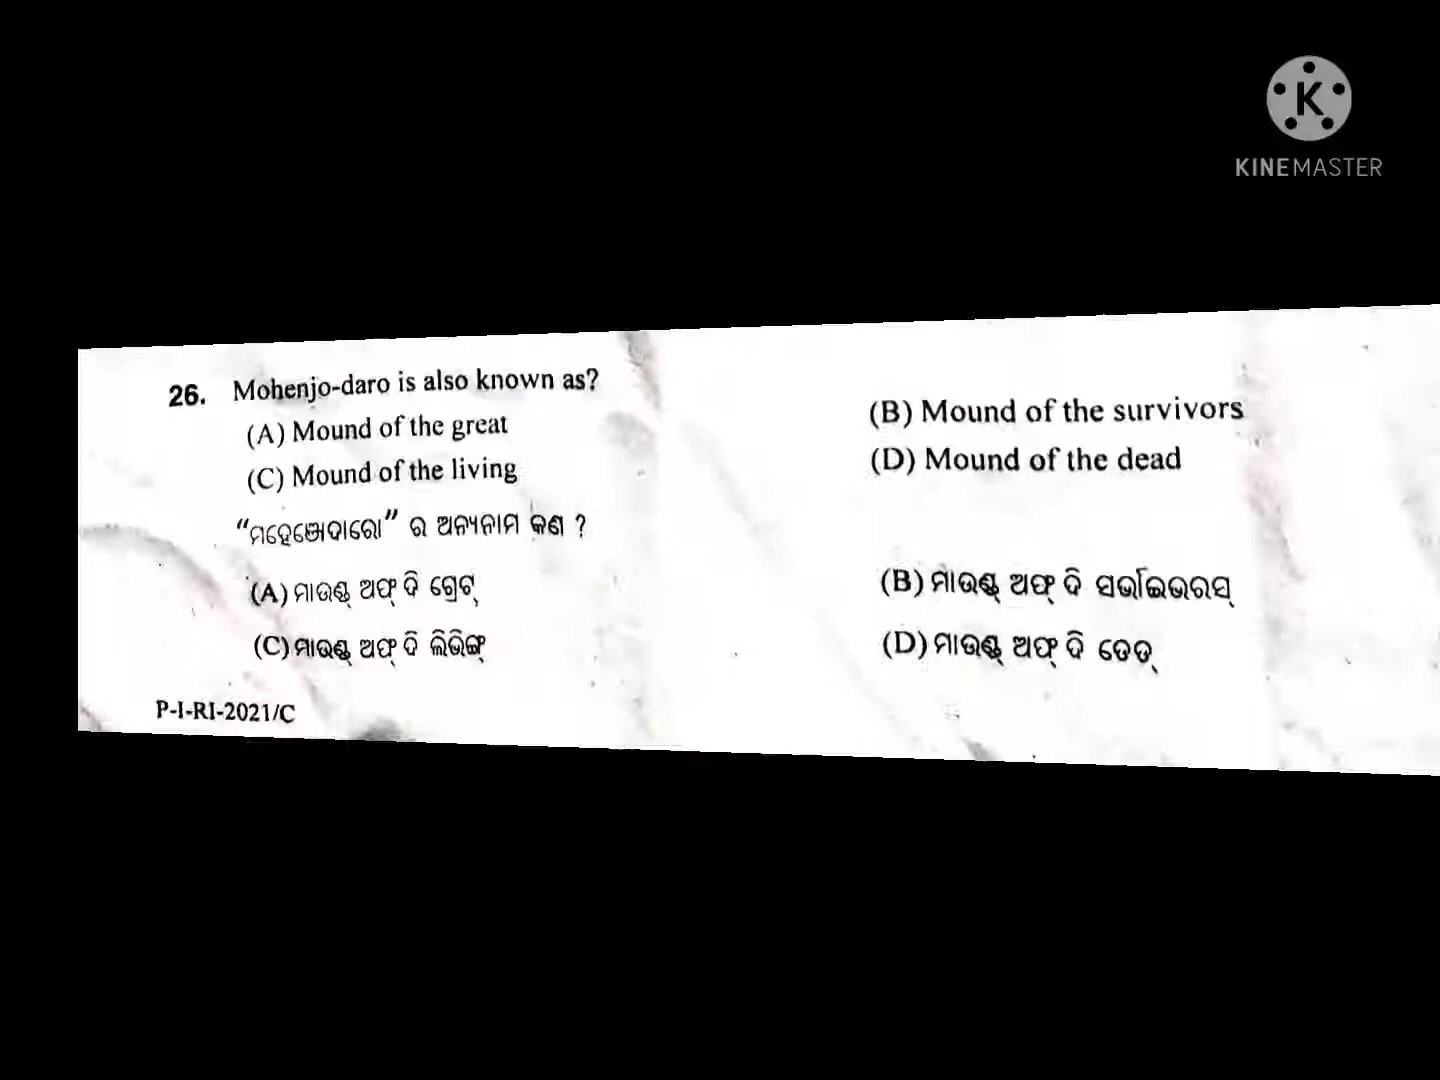 KINEMASTER
26. Mohenjo-daro is also known as?
(A) Mound of the great (B) Mound of the survivors
(C) Mound of the living (D) Mound of the dead
“ମହେଞ୍ଜୋଦାରୋ” ର ଅନ୍ୟନାମ କଣ ?
(A) ମାଉଣ୍ଡ୍ ଅଫ୍ ଦି ଗ୍ରେଟ୍ (B) ମାଉଣ୍ଡ୍ ଅଫ୍ ଦି ସର୍ଭାଇଭରସ୍
(C) ମାଉଣ୍ଡ୍ ଅଫ୍ ଦି ଲିଭିଙ୍ଗ୍ (D) ମାଉଣ୍ଡ୍ ଅଫ୍ ଦି ଡେଡ୍
P-I-RI-2021/C